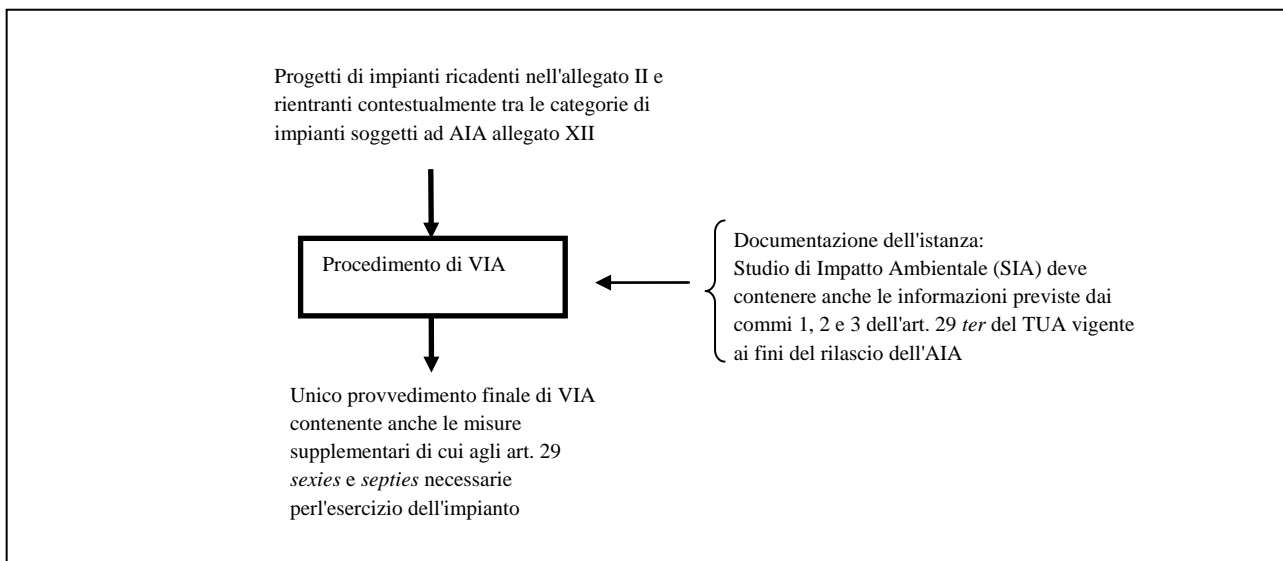 Progetti di impianti ricadenti nell'allegato II e
rientranti contestualmente tra le categorie di
impianti soggetti ad AIA allegato XII
Procedimento di VIA
Documentazione dell'istanza:
Studio di Impatto Ambientale (SIA) deve
contenere anche le informazioni previste dai
commi 1, 2 e 3 dell'art. 29 ter del TUA vigente
ai fini del rilascio dell'AIA
Unico provvedimento finale di VIA
contenente anche le misure
supplementari di cui agli art. 29
sexies e septies necessarie
perl'esercizio dell'impianto